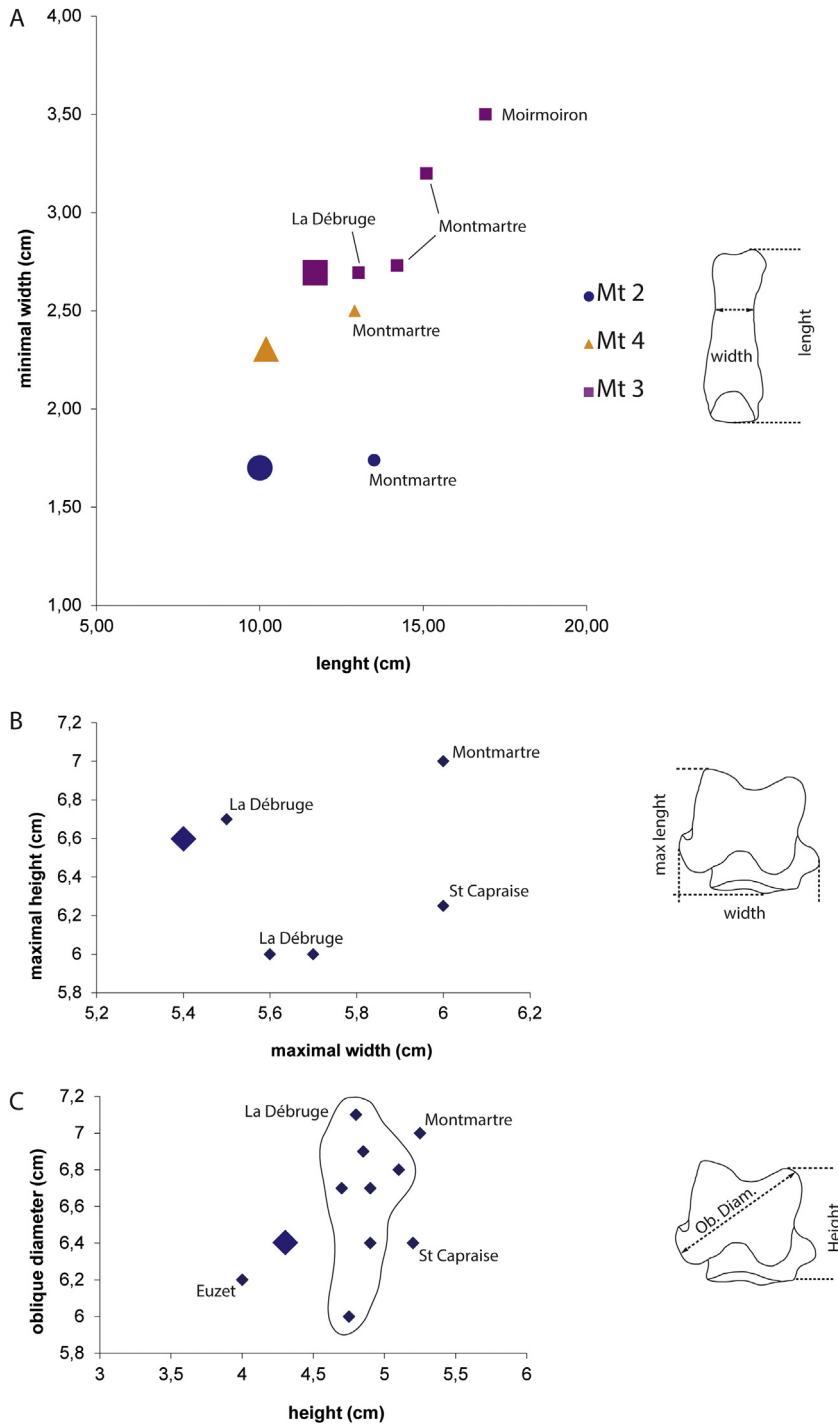 A
4,00
3,50
3,00
2,50
2,00
1,50
1,00
minimal width (cm)
5,00
10,00
15,00
20,00
lenght (cm)
Moirmoiron
La Débruge
Montmartre
Montmartre
Montmartre
Mt 2
Mt 4
Mt 3
width
lenght
B
7,2
7
6,8
6,6
6,4
6,2
6
5,8
maximal height (cm)
5,2
5,4
5,6
5,8
6
6,2
maximal width (cm)
Montmartre
La Débruge
St Capraise
La Débruge
max lenght
width
C
7,2
7
6,8
6,6
6,4
6,2
6
5,8
oblique diameter (cm)
3
3,5
4
4,5
5
5,5
6
height (cm)
La Débruge
Montmartre
St Capraise
Euzet
Ob. Diam.
Height